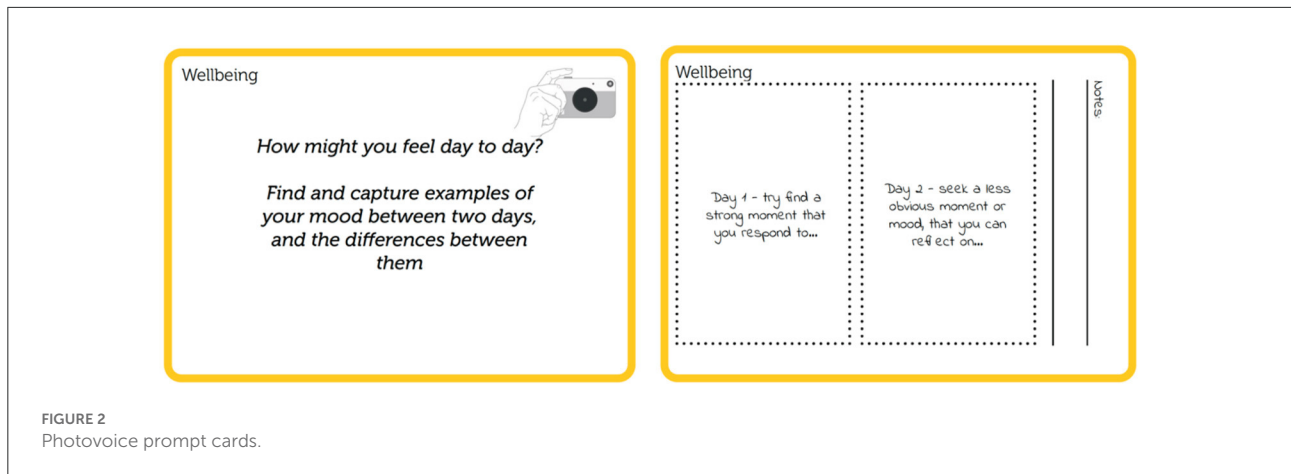 Wellbeing
How might you feel day to day?
Find and capture examples of
your mood between two days,
and the differences between
them
Wellbeing
Day 1 - try find a
strong moment that
you respond to...
Day 2 - seek a less
obvious moment or
mood, that you can
reflect on...
Notes:
FIGURE 2
Photovoice prompt cards.